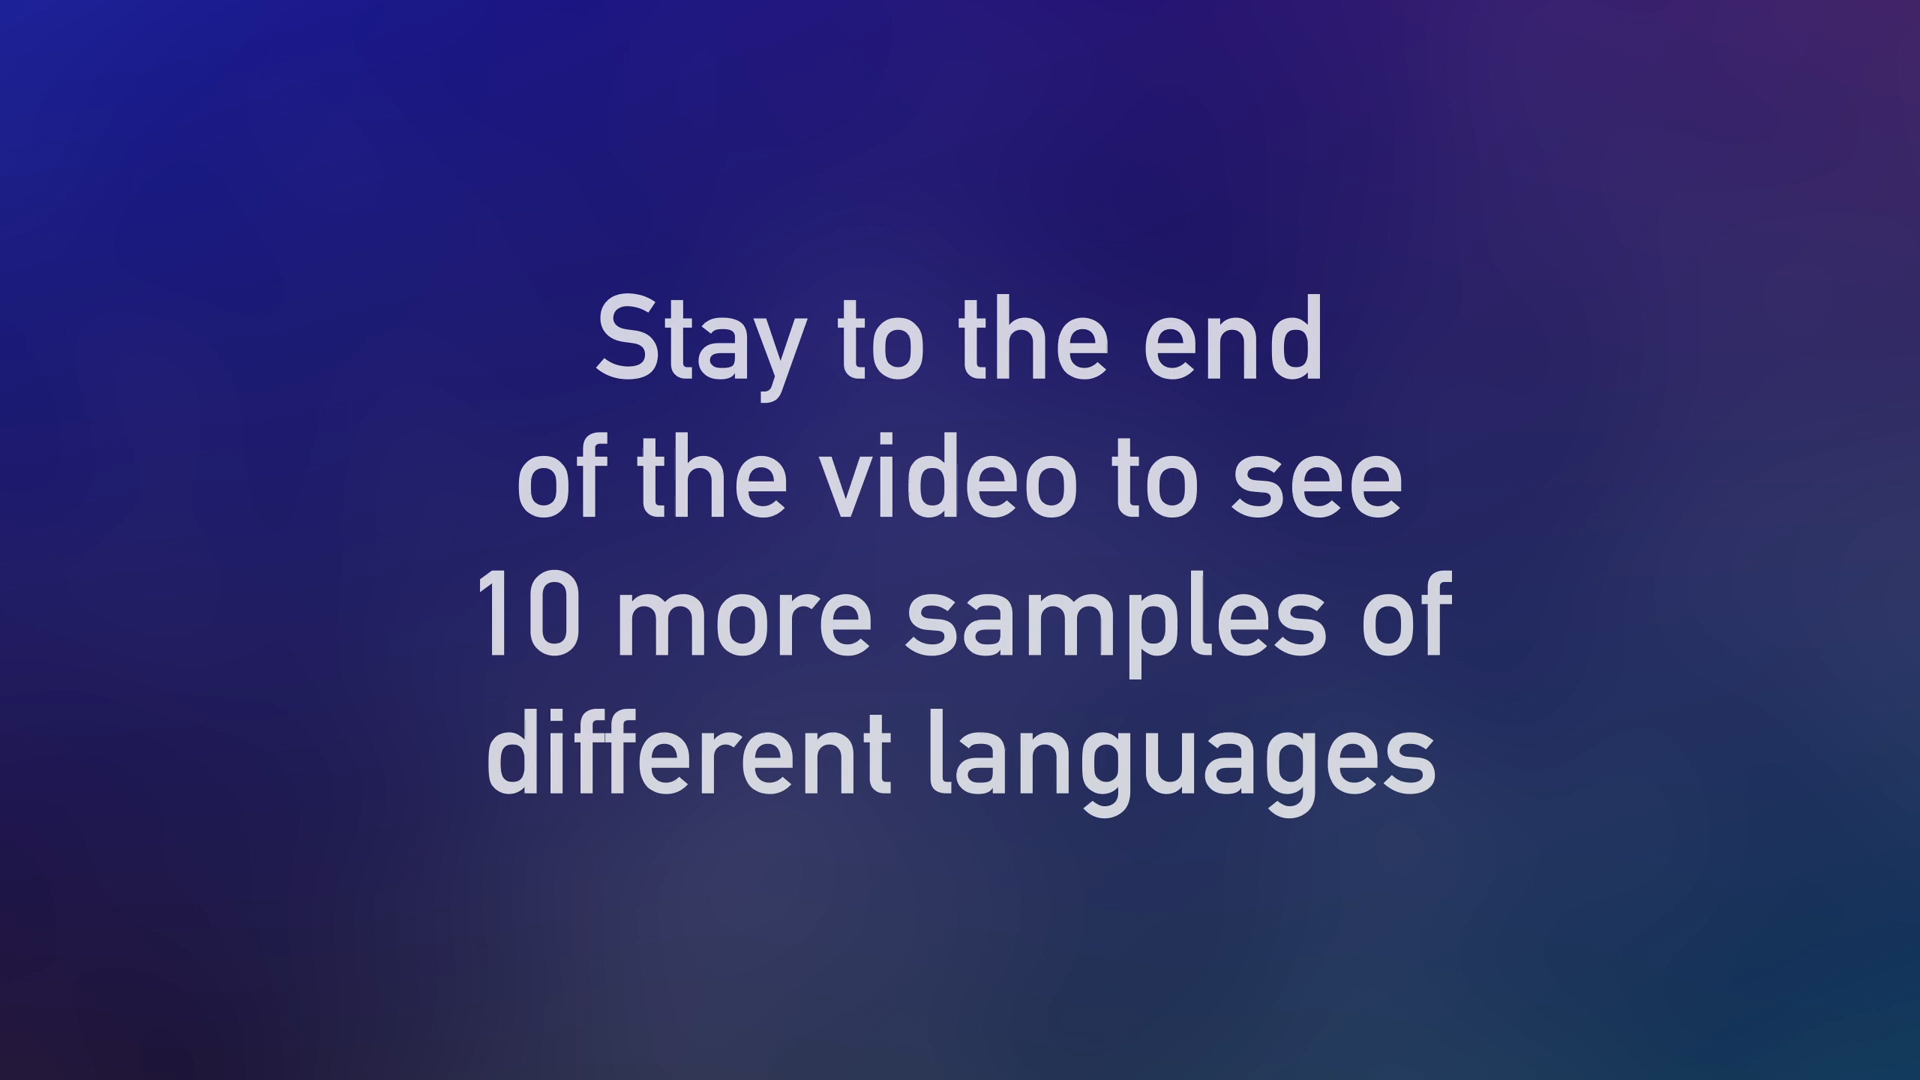 Stay to the end
of the video to see
10 more samples of
different languages